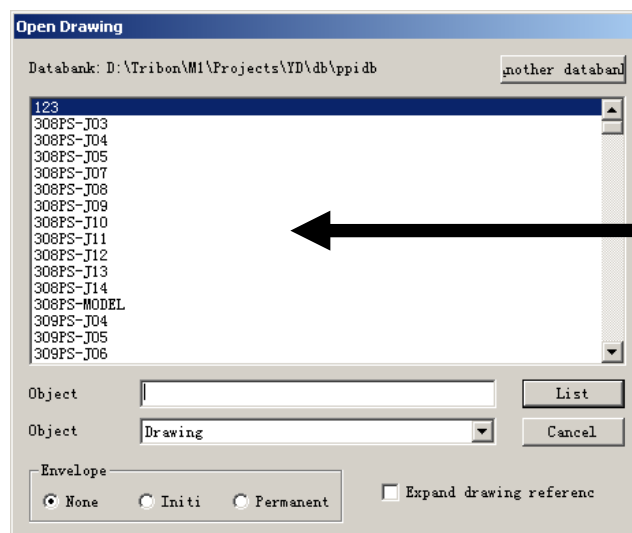 Open Drawing
Databank: D:\Tribon\M1\Projects\YD\db\ppidb
nother databan
123
308PS-J03
308PS-J04
308PS-J05
308PS-J07
308PS-J08
308PS-J09
308PS-J10
308PS-J11
308PS-J12
308PS-J13
308PS-J14
308PS-MODEL
309PS-J04
309PS-J05
309PS-J06
Object
List
Object
Drawing
Cancel
Envelope
None
Initi
Permanent
Expand drawing referenc